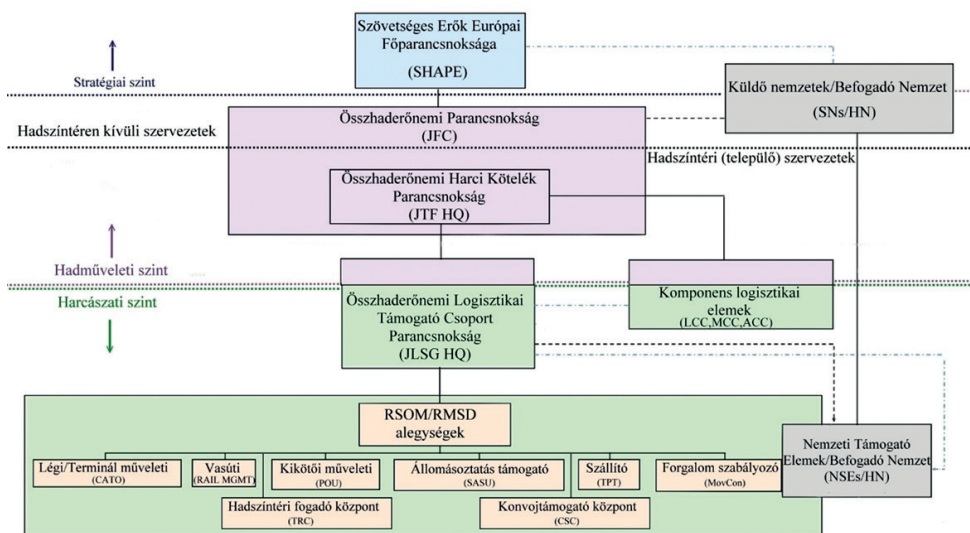 Szövetséges Erők Európai
Főparancsnoksága
(SHAPE)
Stratégiai szint
Küldő nemzetek/Befogadó Nemzet
(SNs/HN)
Hadszíntéren kívüli szervezetek
Összhaderőnemi Parancsnokság
(JFC)
Hadszíntéri (települő) szervezetek
Összhaderőnemi Harci Kötelék
Parancsnokság
(JTF HQ)
Hadműveleti szint
Harcászati szint
Összhaderőnemi Logisztikai
Támogató Csoport
Parancsnokság
(JLSG HQ)
Komponens logisztikai
elemek
(LCC,MCC,ACC)
RSOM/RMSD
alegységek
Nemzeti Támogató
Elemek/Befogadó Nemzet
(NSEs/HN)
Légi/Terminál műveleti
(CATO)
Vasúti
(RAIL MGMT)
Kikötői műveleti
(POU)
Állomásoztatás támogató
(SASU)
Szállító
(TPT)
Forgalom szabályozó
(MovCon)
Hadszíntéri fogadó központ
(TRC)
Konvojtámogató központ
(CSC)